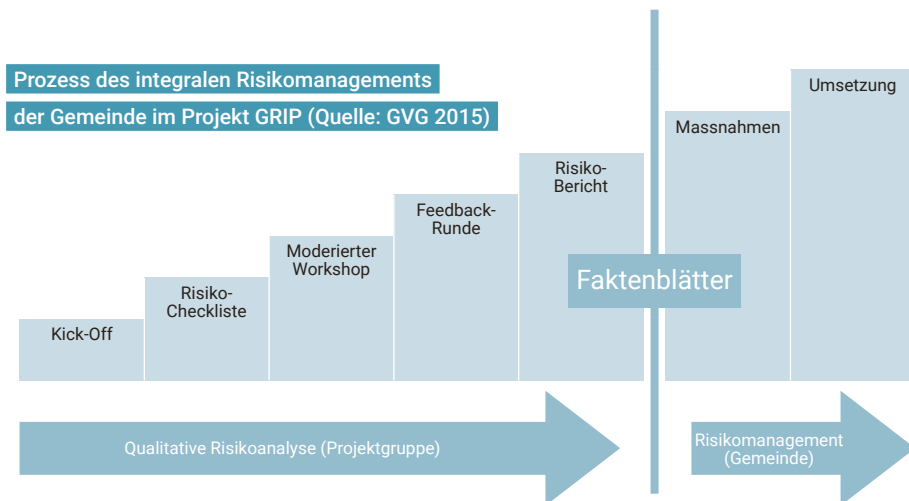 Prozess des integralen Risikomanagements
der Gemeinde im Projekt GRIP (Quelle: GVG 2015)
Kick-Off
Risiko-
Checkliste
Moderierter
Workshop
Feedback-
Runde
Risiko-
Bericht
Faktenblätter
Massnahmen
Umsetzung
Qualitative Risikoanalyse (Projektgruppe)
Risikomanagement
(Gemeinde)